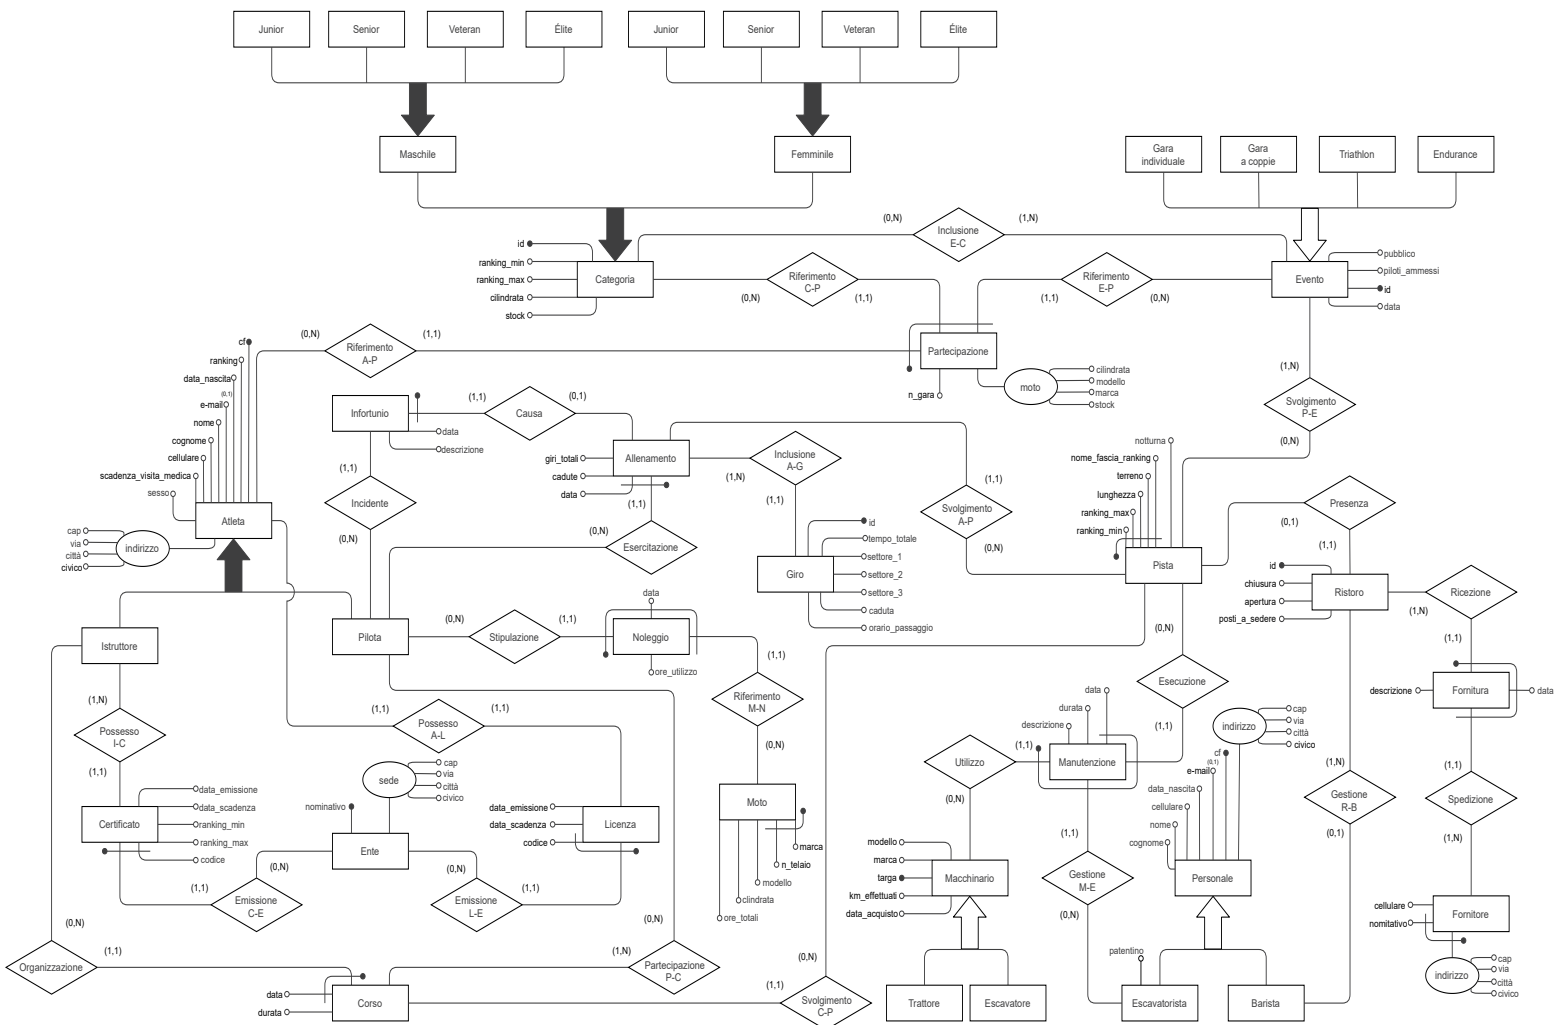 Junior
Senior
Veteran
Élite
Junior
Senior
Veteran
Élite
Maschile
Femminile
Gara
individuale
Gara
a coppie
Triathlon
Endurance
(0,N)
Inclusione
E-C
(1,N)
id
ranking_min
ranking_max
cilindrata
stock
Categoria
(0,N)
Riferimento
C-P
(1,1)
(1,1)
Riferimento
E-P
(0,N)
Evento
pubblico
piloti_ammessi
id
data
(0,N)
Riferimento
A-P
(1,1)
Partecipazione
n_gara
moto
cilindrata
modello
marca
stock
(1,N)
Svolgimento
P-E
(0,N)
cf
ranking
data_nascita
(0,1)
e-mail
nome
cognome
cellulare
scadenza_visita_medica
sesso
Atleta
cap
via
città
civico
indirizzo
Infortunio
data
descrizione
(1,1)
Causa
(0,1)
(1,1)
Incidente
(0,N)
giri_totali
cadute
data
Allenamento
(1,1)
(0,N)
Esercitazione
(1,N)
Inclusione
A-G
(1,1)
(1,1)
Svolgimento
A-P
(0,N)
Giro
id
tempo_totale
settore_1
settore_2
settore_3
caduta
orario_passaggio
notturna
nome_fascia_ranking
terreno
lunghezza
ranking_max
ranking_min
Pista
Presenza
(0,1)
(1,1)
id
chiusura
apertura
posti_a_sedere
Ristoro
(1,N)
Ricezione
(1,1)
Istruttore
Pilota
(0,N)
Stipulazione
(1,1)
data
Noleggio
ore_utilizzo
(1,1)
Riferimento
M-N
(0,N)
(0,N)
Esecuzione
(1,1)
descrizione
Fornitura
data
(1,N)
Possesso
I-C
(1,1)
(1,1)
Possesso
A-L
(1,1)
data
durata
descrizione
(1,1)
Manutenzione
Utilizzo
(0,N)
indirizzo
cap
via
città
civico
cf
(0,1)
e-mail
data_nascita
cellulare
nome
cognome
Personale
(1,N)
Gestione
R-B
(0,1)
(1,1)
Spedizione
(1,N)
data_emissione
data_scadenza
ranking_min
ranking_max
codice
Certificato
sede
cap
via
città
civico
nominativo
Ente
data_emissione
data_scadenza
codice
Licenza
Moto
marca
n_telaio
modello
clindrata
ore_totali
(1,1)
Emissione
C-E
(0,N)
(0,N)
Emissione
L-E
(1,1)
modello
marca
targa
km_effettuati
data_acquisto
Macchinario
(1,1)
Gestione
M-E
(0,N)
cellulare
nomitativo
Fornitore
indirizzo
cap
via
città
civico
(0,N)
Organizzazione
(1,1)
data
durata
Corso
(1,N)
(0,N)
Partecipazione
P-C
(1,1)
(0,N)
Svolgimento
C-P
Trattore
Escavatore
patentino
Escavatorista
Barista